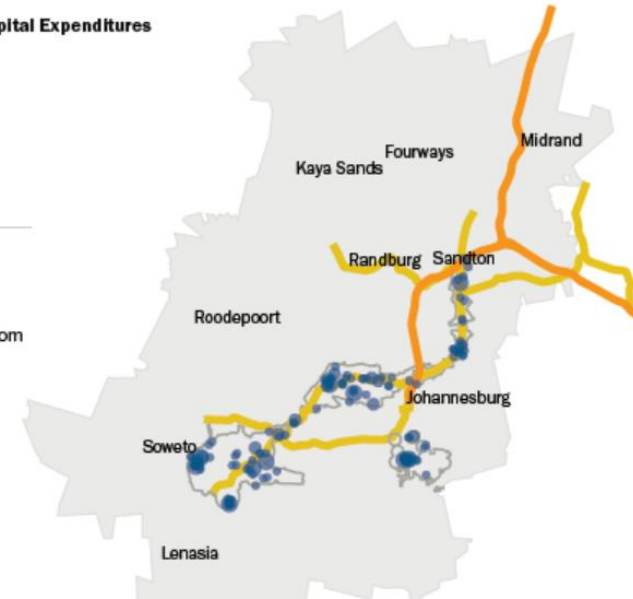 pital Expenditures
Midrand
Fourways
Kaya Sands
Randburg
Sandton
Roodepoort
om
Johannesburg
Soweto
Lenasia